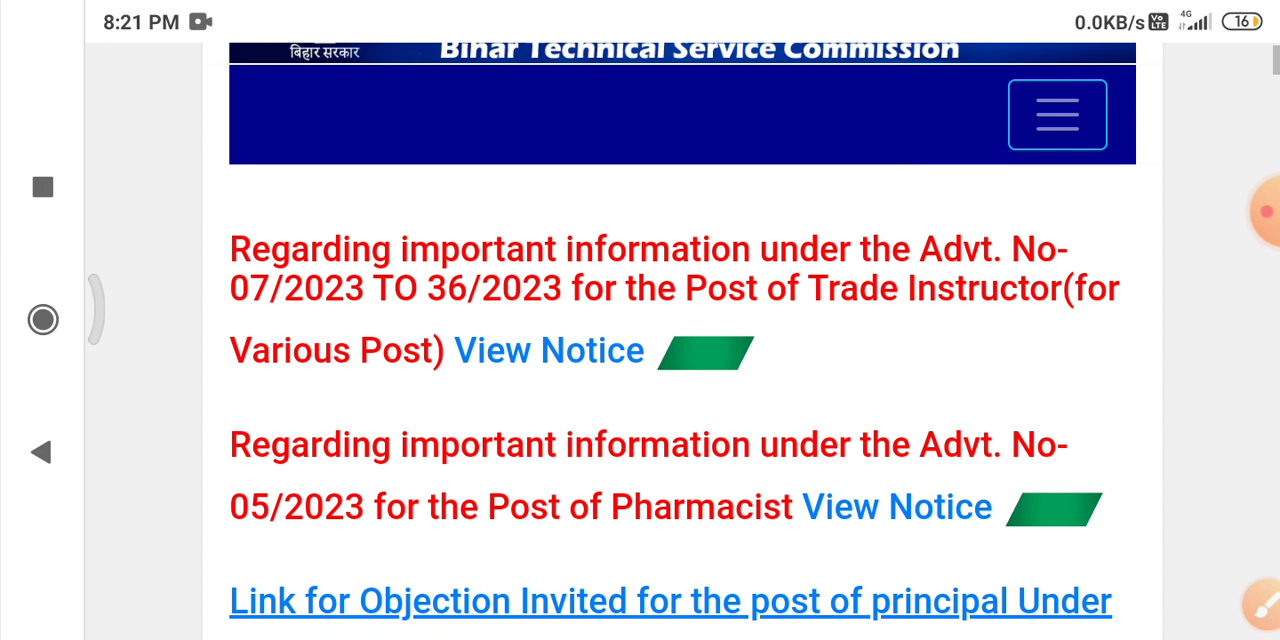 8:21 PM
0.0KB/s Vo LTE 4G 16
बिहार सरकार
Bihar Technical Service Commission
Regarding important information under the Advt. No-
07/2023 TO 36/2023 for the Post of Trade Instructor(for
Various Post) View Notice
Regarding important information under the Advt. No-
05/2023 for the Post of Pharmacist View Notice
Link for Objection Invited for the post of principal Under